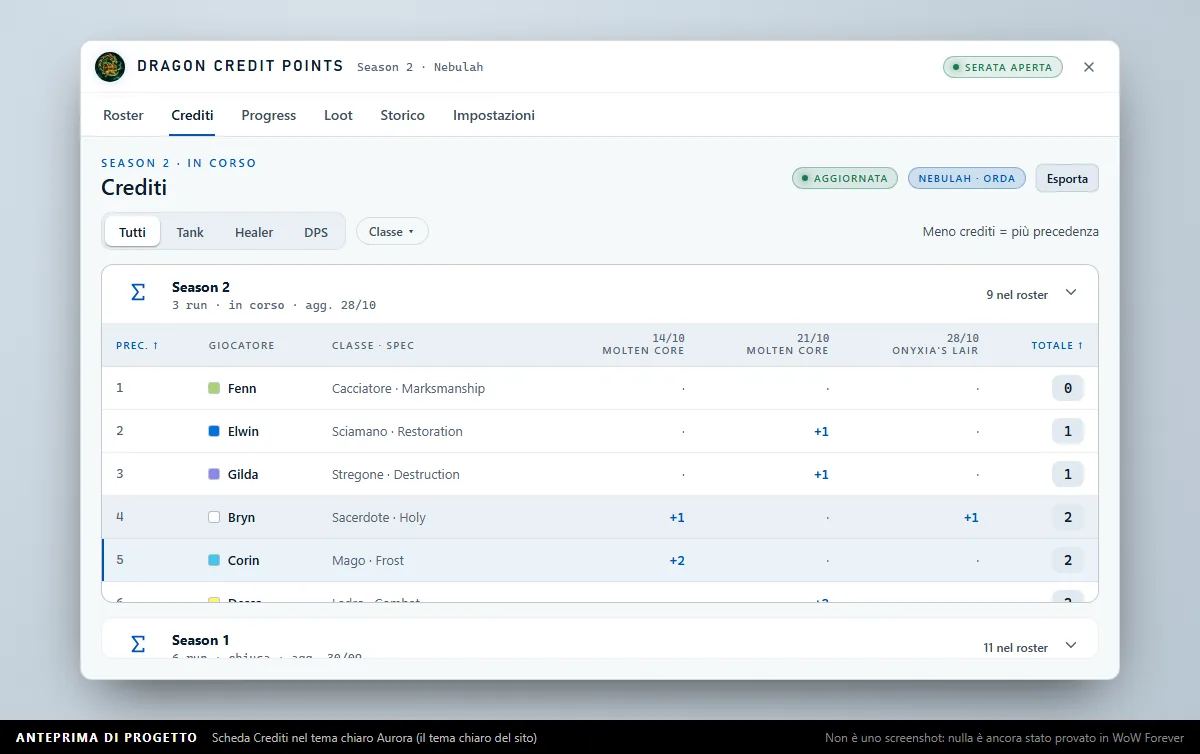 DRAGON CREDIT POINTS Season 2 · Nebulah
SERATA APERTA ✕
Roster Crediti Progress Loot Storico Impostazioni
SEASON 2 · IN CORSO
Crediti
AGGIORNATA NEBULAH · ORDA Esporta
Tutti Tank Healer DPS Classe ▾
Meno crediti = più precedenza
Σ Season 2
3 run · in corso · agg. 28/10
9 nel roster
PREC. ↑ GIOCATORE CLASSE · SPEC 14/10 MOLTEN CORE 21/10 MOLTEN CORE 28/10 ONYXIA'S LAIR TOTALE ↑
1 Fenn Cacciatore · Marksmanship · · · 0
2 Elwin Sciamano · Restoration · +1 · 1
3 Gilda Stregone · Destruction · +1 · 1
4 Bryn Sacerdote · Holy +1 · +1 2
5 Corin Mago · Frost +2 · · 2
Σ Season 1
11 nel roster
ANTEPRIMA DI PROGETTO Scheda Crediti nel tema chiaro Aurora (il tema chiaro del sito)
Non è uno screenshot: nulla è ancora stato provato in WoW Forever